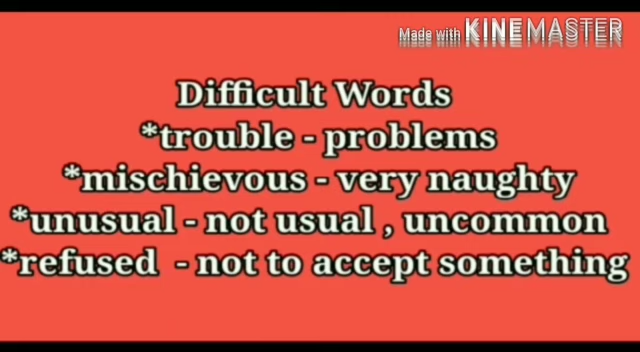 Made with KINEMASTER
Difficult Words
*trouble - problems
*mischievous - very naughty
*unusual - not usual , uncommon
*refused - not to accept something